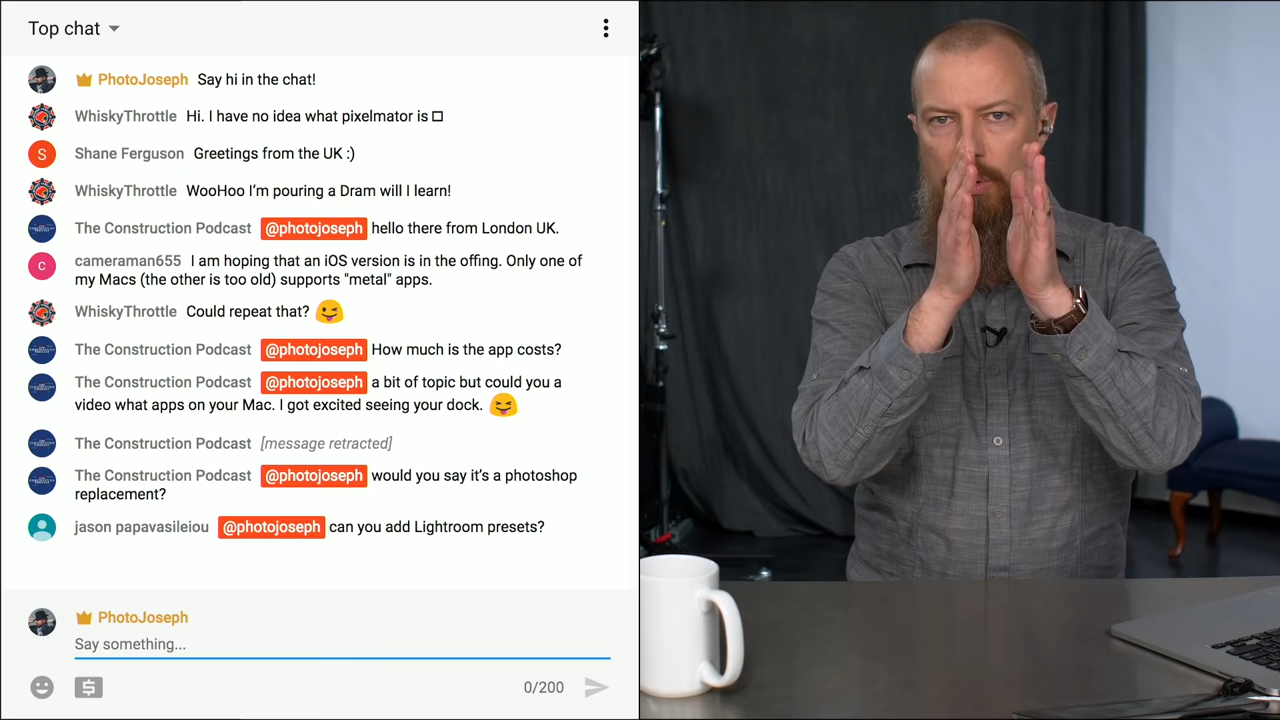 Top chat
PhotoJoseph Say hi in the chat!
WhiskyThrottle Hi. I have no idea what pixelmator is □
S Shane Ferguson Greetings from the UK :)
WhiskyThrottle WooHoo I'm pouring a Dram will I learn!
The Construction Podcast @photojoseph hello there from London UK.
c cameraman655 I am hoping that an iOS version is in the offing. Only one of
my Macs (the other is too old) supports "metal" apps.
WhiskyThrottle Could repeat that? 😜
The Construction Podcast @photojoseph How much is the app costs?
The Construction Podcast @photojoseph a bit of topic but could you a
video what apps on your Mac. I got excited seeing your dock. 😝
The Construction Podcast [message retracted]
The Construction Podcast @photojoseph would you say it's a photoshop
replacement?
jason papavasileiou @photojoseph can you add Lightroom presets?
PhotoJoseph
Say something...
$ 0/200